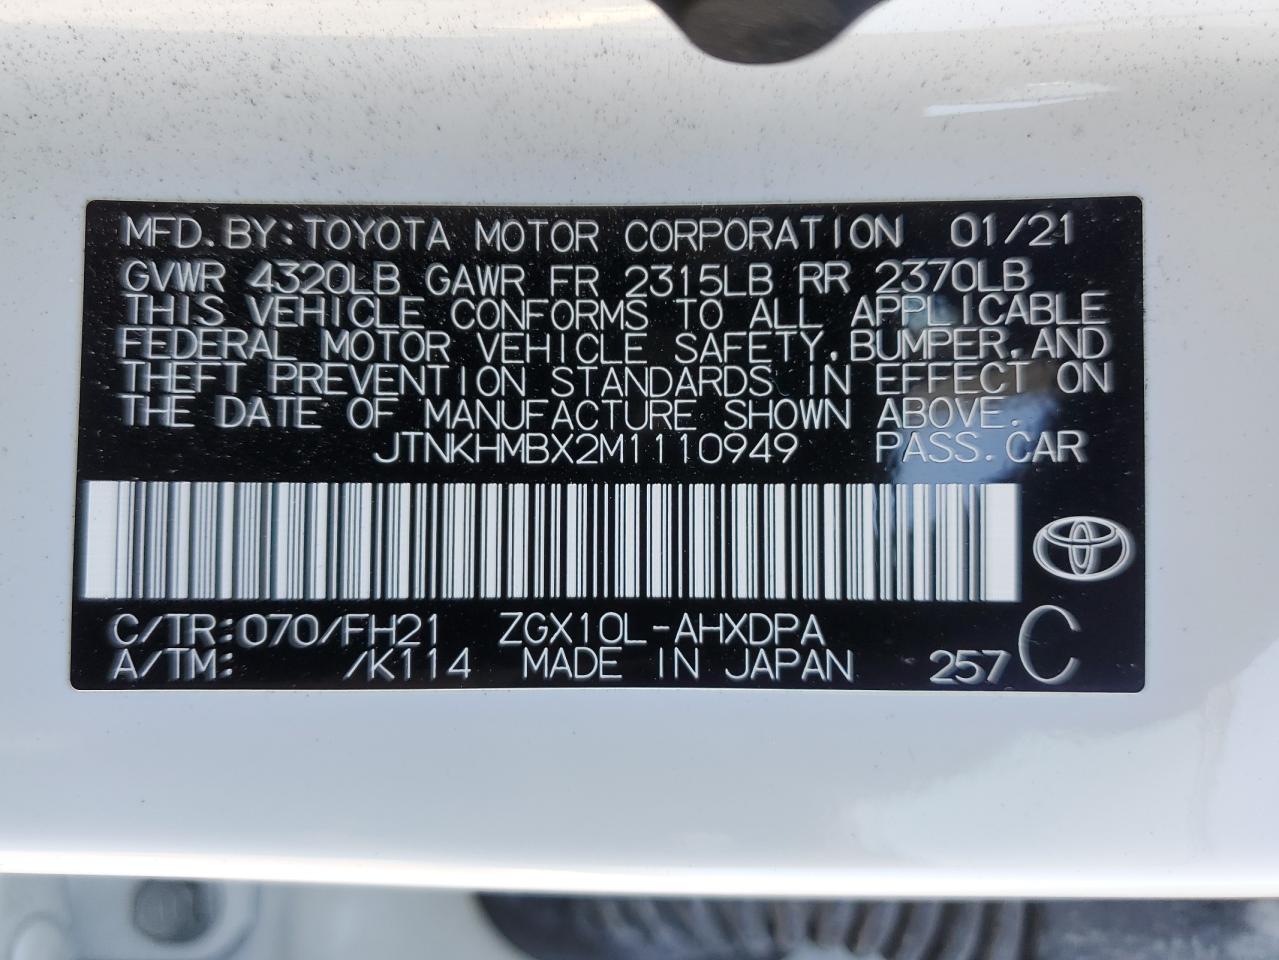 MFD.BY:TOYOTA MOTOR CORPORATION 01/21
GVWR 4320LB GAWR FR 2315LB RR 2370LB
THIS VEHICLE CONFORMS TO ALL APPLICABLE
FEDERAL MOTOR VEHICLE SAFETY,BUMPER,AND
THEFT PREVENTION STANDARDS IN EFFECT ON
THE DATE OF MANUFACTURE SHOWN ABOVE.
JTNKHMBX2M1110949 PASS.CAR
C/TR:070/FH21 ZGX10L-AHXDPA C
A/TM: /K114 MADE IN JAPAN 257